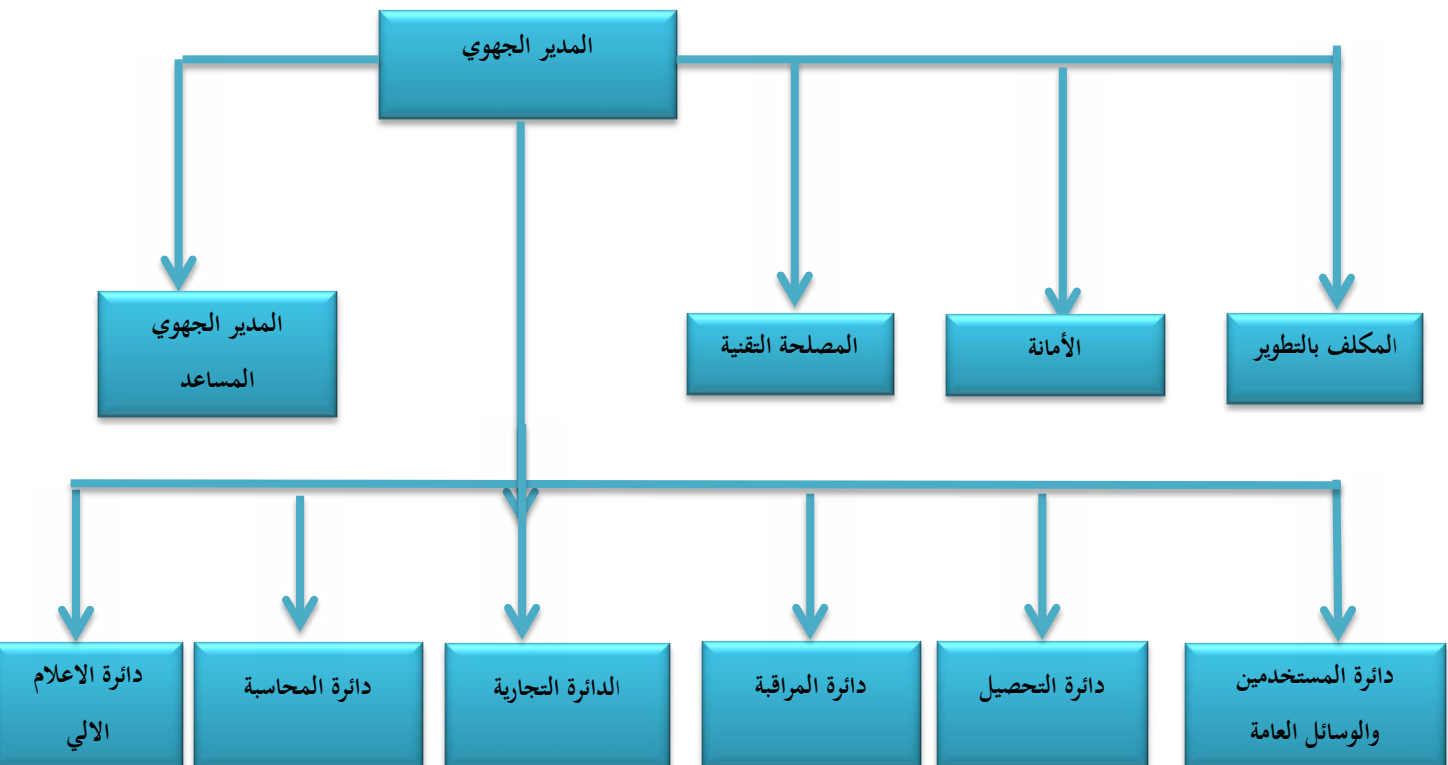 المدير الجهوي
المكلف بالتطوير
الأمانة
المصلحة التقنية
المدير الجهوي
المساعد
دائرة المستخدمين
والوسائل العامة
دائرة التحصيل
دائرة المراقبة
الدائرة التجارية
دائرة المحاسبة
دائرة الاعلام
الالي